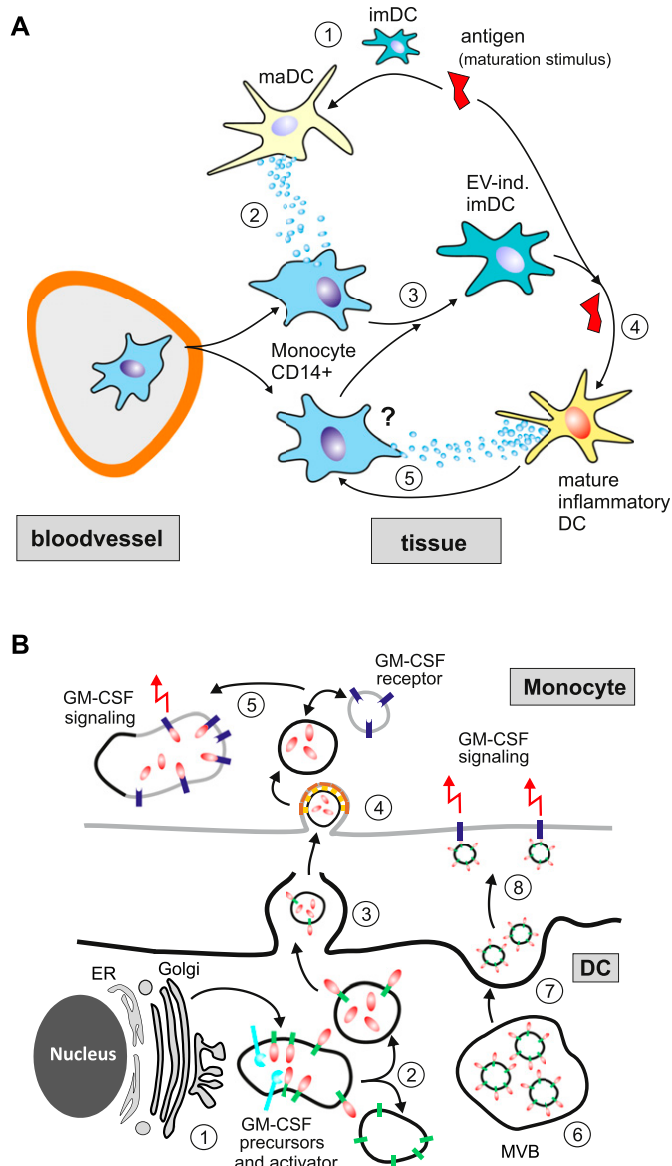 A
imDC
1
antigen
(maturation stimulus)
maDC
EV-ind.
imDC
2
3
4
Monocyte
CD14+
?
5
mature
inflammatory
DC
bloodvessel
tissue
B
GM-CSF
receptor
Monocyte
GM-CSF
signaling
5
GM-CSF
signaling
4
8
3
DC
ER
Golgi
7
Nucleus
2
1
GM-CSF
precursors
and activator
6
MVB